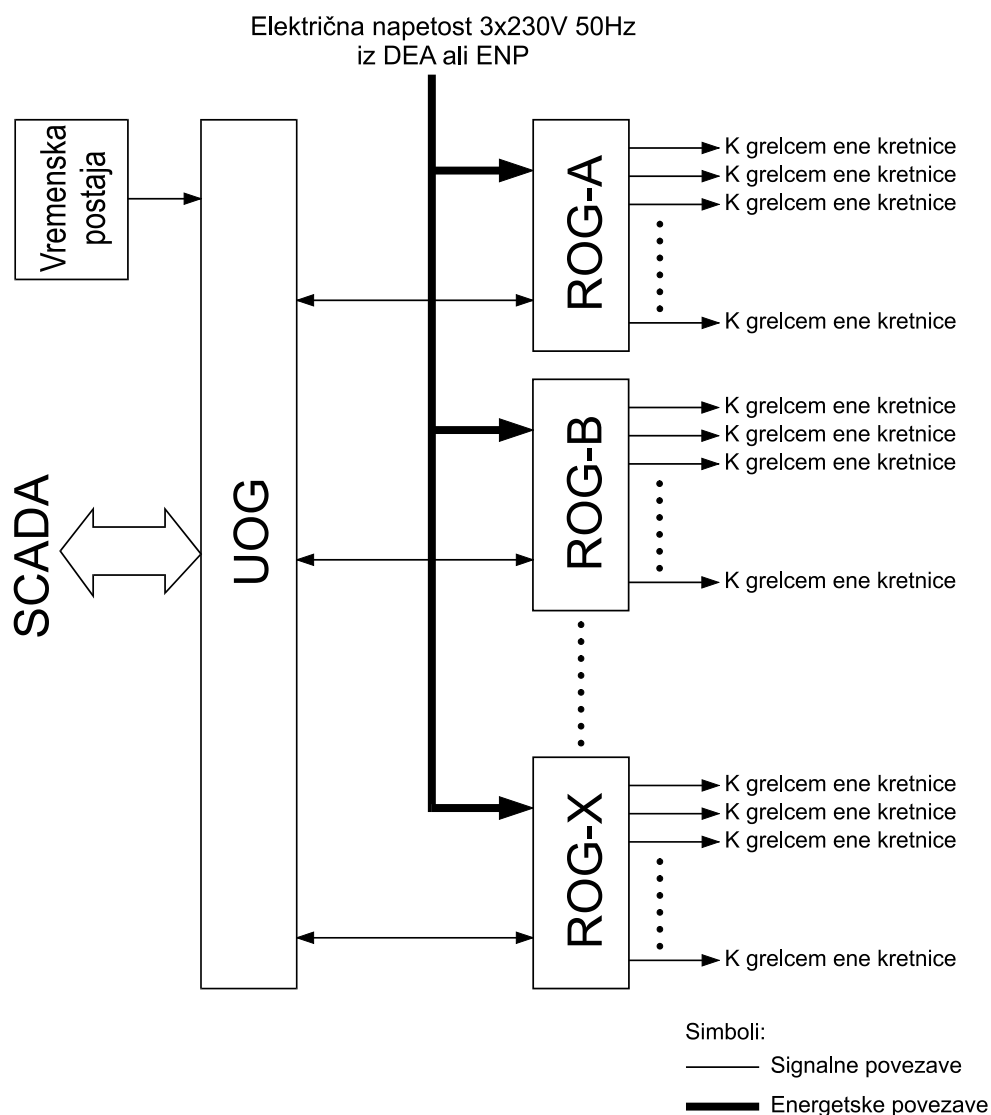 Električna napetost 3x230V 50Hz
iz DEA ali ENP
Vremenska
postaja
SCADA
UOG
ROG-A
K grelcem ene kretnice
K grelcem ene kretnice
K grelcem ene kretnice
K grelcem ene kretnice
ROG-B
K grelcem ene kretnice
K grelcem ene kretnice
K grelcem ene kretnice
K grelcem ene kretnice
ROG-X
K grelcem ene kretnice
K grelcem ene kretnice
K grelcem ene kretnice
K grelcem ene kretnice
Simboli:
Signalne povezave
Energetske povezave